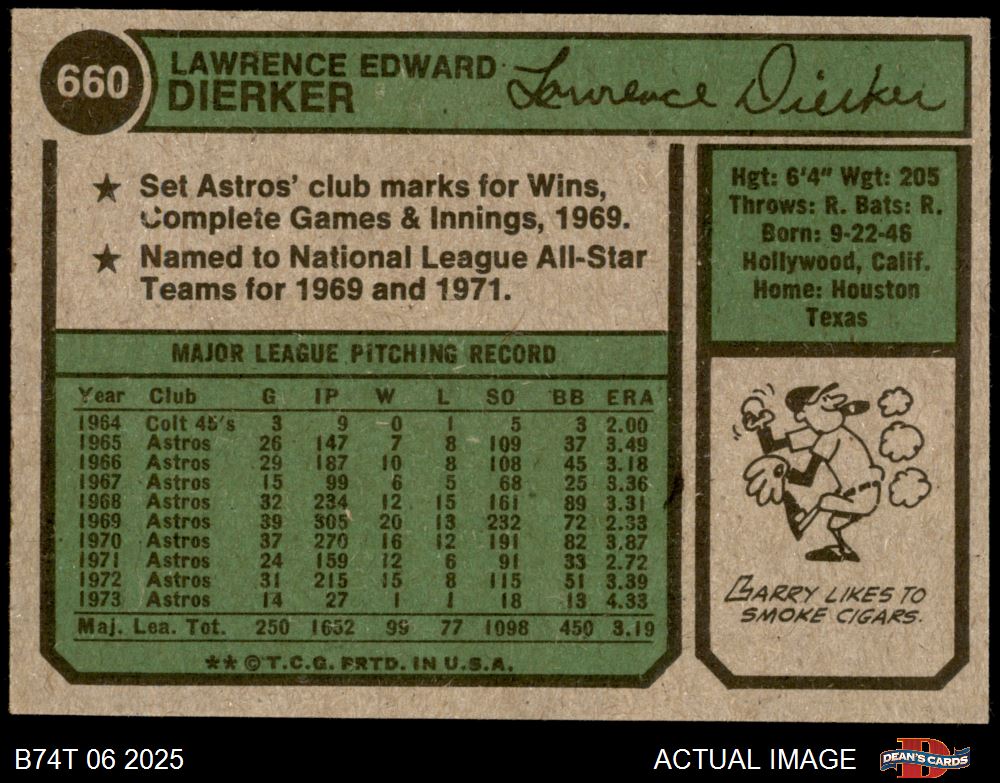 660
LAWRENCE EDWARD
DIERKER
Lawrence Dierker
★ Set Astros' club marks for Wins,
Complete Games & Innings, 1969.
★ Named to National League All-Star
Teams for 1969 and 1971.
Hgt: 6'4" Wgt: 205
Throws: R. Bats: R.
Born: 9-22-46
Hollywood, Calif.
Home: Houston
Texas
MAJOR LEAGUE PITCHING RECORD
Year Club G IP W L SO BB ERA
1964 Colt 45's 3 9 0 1 5 3 2.00
1965 Astros 26 147 7 8 109 37 3.49
1966 Astros 29 187 10 8 108 45 3.18
1967 Astros 15 99 6 5 68 25 3.36
1968 Astros 32 234 12 15 161 89 3.31
1969 Astros 39 305 20 13 232 72 2.33
1970 Astros 37 270 16 12 191 82 3.87
1971 Astros 24 159 12 6 91 33 2.72
1972 Astros 31 215 15 8 115 51 3.39
1973 Astros 14 27 1 1 18 13 4.33
Maj. Lea. Tot. 250 1652 99 77 1098 450 3.19
** © T.C.G. PRTD. IN U.S.A.
LARRY LIKES TO
SMOKE CIGARS.
B74T 06 2025
ACTUAL IMAGE
D
DEAN'S CARDS